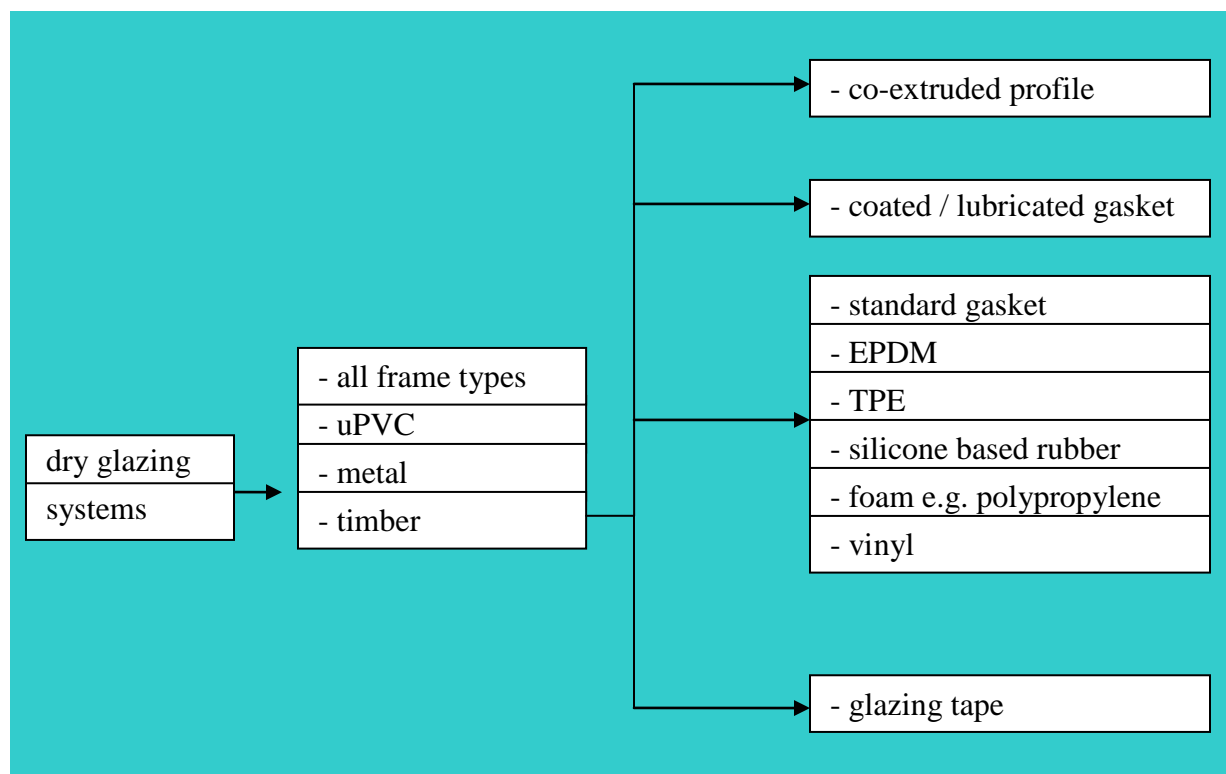 dry glazing
systems
- all frame types
- uPVC
- metal
- timber
- co-extruded profile
- coated / lubricated gasket
- standard gasket
- EPDM
- TPE
- silicone based rubber
- foam e.g. polypropylene
- vinyl
- glazing tape